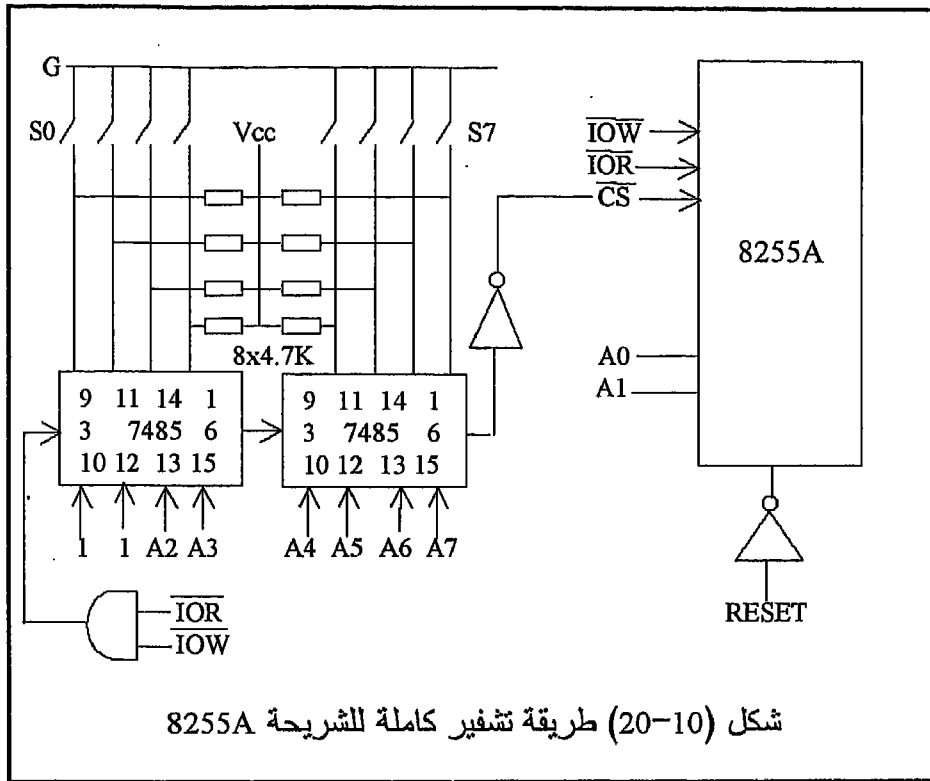 G
S0
Vcc
S7
8x4.7K
9 11 14 1
3 7485 6
10 12 13 15
9 11 14 1
3 7485 6
10 12 13 15
1 1 A2 A3
A4 A5 A6 A7
IOR
IOW
IOW
IOR
CS
8255A
A0
A1
RESET
شكل (10-20) طريقة تشفير كاملة للشريحة 8255A